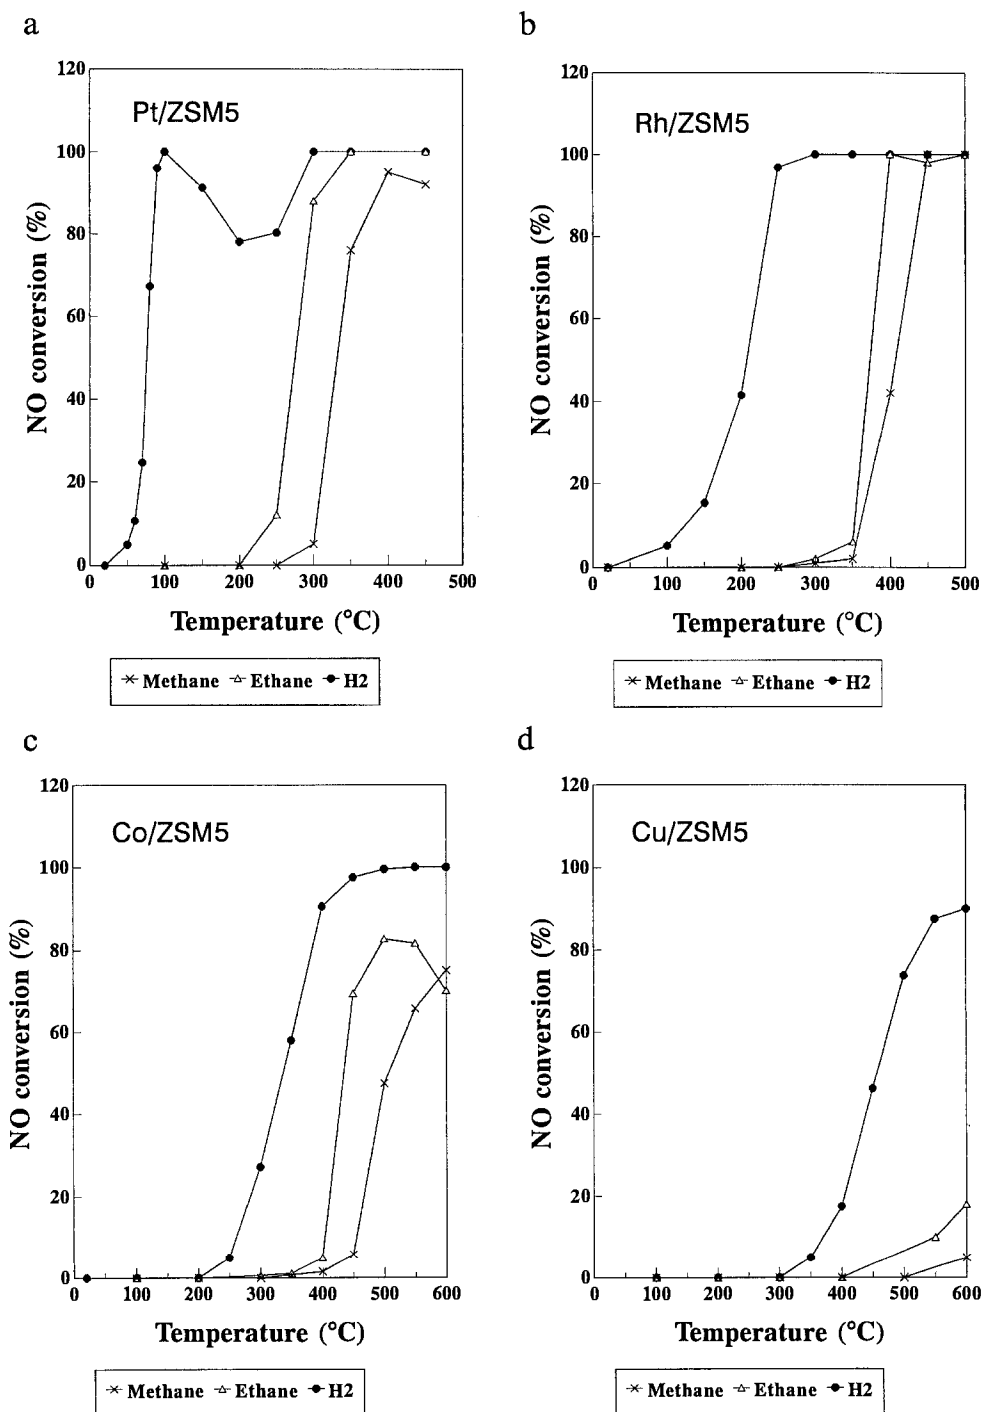 a
120
100
80
60
40
20
0
NO conversion (%)
Pt/ZSM5
0 100 200 300 400 500
Temperature (°C)
Methane Ethane H2
b
120
100
80
60
40
20
0
NO conversion (%)
Rh/ZSM5
0 100 200 300 400 500
Temperature (°C)
Methane Ethane H2
c
120
100
80
60
40
20
0
NO conversion (%)
Co/ZSM5
0 100 200 300 400 500 600
Temperature (°C)
Methane Ethane H2
d
120
100
80
60
40
20
0
NO conversion (%)
Cu/ZSM5
0 100 200 300 400 500 600
Temperature (°C)
Methane Ethane H2